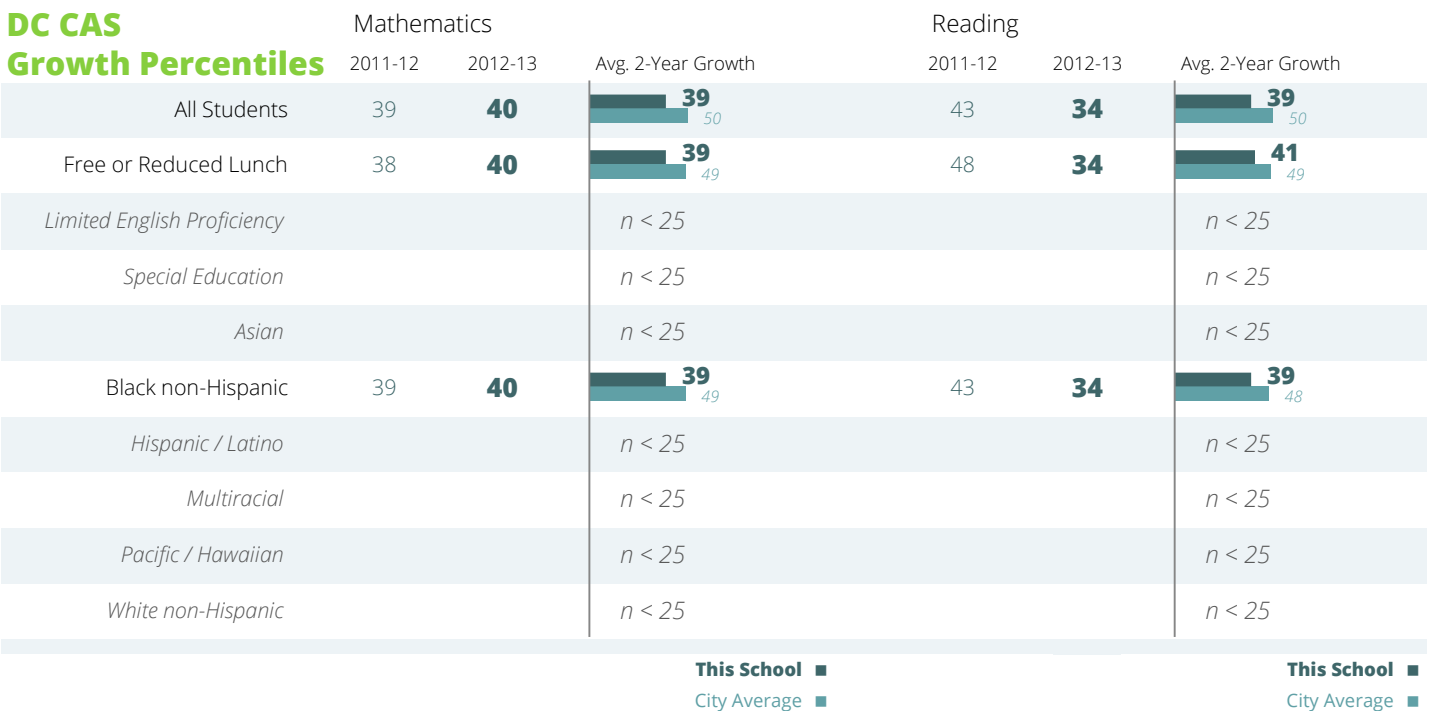 DC CAS
Growth Percentiles
Mathematics Reading
2011-12 2012-13 Avg. 2-Year Growth 2011-12 2012-13 Avg. 2-Year Growth
All Students 39 40 39 50 43 34 39 50
Free or Reduced Lunch 38 40 39 49 48 34 41 49
Limited English Proficiency n < 25 n < 25
Special Education n < 25 n < 25
Asian n < 25 n < 25
Black non-Hispanic 39 40 39 49 43 34 39 48
Hispanic / Latino n < 25 n < 25
Multiracial n < 25 n < 25
Pacific / Hawaiian n < 25 n < 25
White non-Hispanic n < 25 n < 25
This School This School
City Average City Average